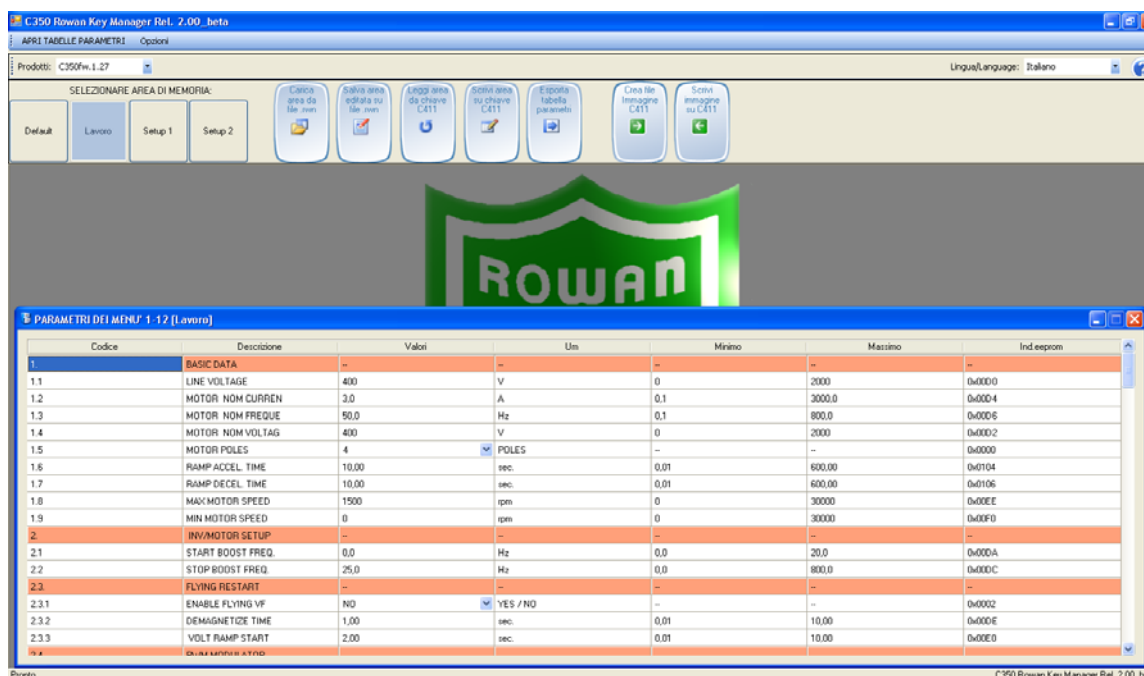 C350 Rowan Key Manager Rel. 2.00_beta
APRI TABELLE PARAMETRI Opzioni
Prodotti: C350fw.1.27 Lingua/Language: Italiano
SELEZIONARE AREA DI MEMORIA:
Default Lavoro Setup 1 Setup 2
Carica area da file .rwn
Salva area editata su file .rwn
Leggi area da chiave C411
Scrivi area su chiave C411
Esporta tabella parametri
Crea file Immagine C411
Scrivi immagine su C411
ROWAN
PARAMETRI DEI MENU' 1-12 [Lavoro]
Codice Descrizione Valori Um Minimo Massimo Ind.eeprom
1. BASIC DATA -- -- -- -- --
1.1 LINE VOLTAGE 400 V 0 2000 0x00D0
1.2 MOTOR NOM CURREN 3,0 A 0,1 3000,0 0x00D4
1.3 MOTOR NOM FREQUE 50,0 Hz 0,1 800,0 0x00D6
1.4 MOTOR NOM VOLTAG 400 V 0 2000 0x00D2
1.5 MOTOR POLES 4 POLES -- -- 0x0000
1.6 RAMP ACCEL. TIME 10,00 sec. 0,01 600,00 0x0104
1.7 RAMP DECEL. TIME 10,00 sec. 0,01 600,00 0x0106
1.8 MAX MOTOR SPEED 1500 rpm 0 30000 0x00EE
1.9 MIN MOTOR SPEED 0 rpm 0 30000 0x00F0
2. INV/MOTOR SETUP -- -- -- -- --
2.1 START BOOST FREQ. 0,0 Hz 0,0 20,0 0x00DA
2.2 STOP BOOST FREQ. 25,0 Hz 0,0 800,0 0x00DC
2.3. FLYING RESTART -- -- -- -- --
2.3.1 ENABLE FLYING VF NO YES / NO -- -- 0x0002
2.3.2 DEMAGNETIZE TIME 1,00 sec. 0,01 10,00 0x00DE
2.3.3 VOLT RAMP START 2,00 sec. 0,01 10,00 0x00E0
2.4. PWM MODULATOR
Pronto C350 Rowan Key Manager Rel. 2.00_b